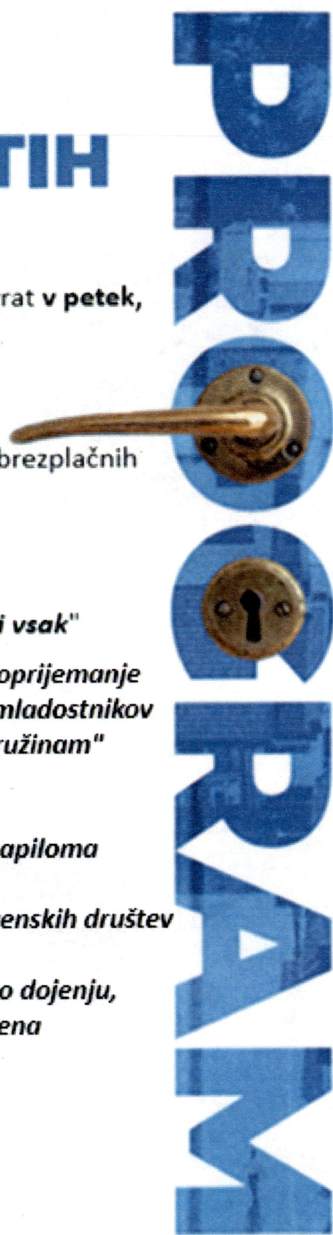 TIH
rat v petek,
brezplačnih
i vsak"
oprijemanje
mladostnikov
ružinam"
apiloma
enskih društev
o dojenju,
ena
PROGRAM